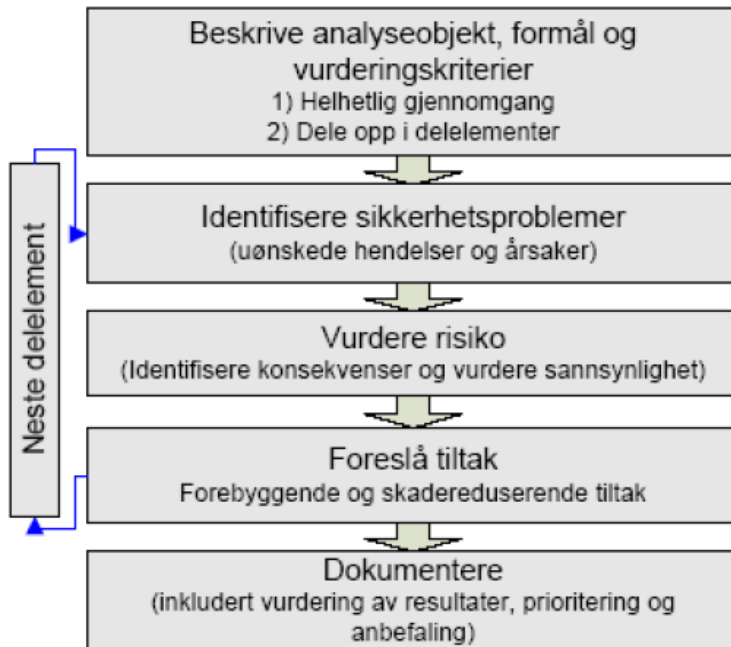 Beskrive analyseobjekt, formål og
vurderingskriterier
1) Helhetlig gjennomgang
2) Dele opp i delelementer
Neste delelement
Identifisere sikkerhetsproblemer
(uønskede hendelser og årsaker)
Vurdere risiko
(Identifisere konsekvenser og vurdere sannsynlighet)
Foreslå tiltak
Forebyggende og skadereduserende tiltak
Dokumentere
(inkludert vurdering av resultater, prioritering og
anbefaling)